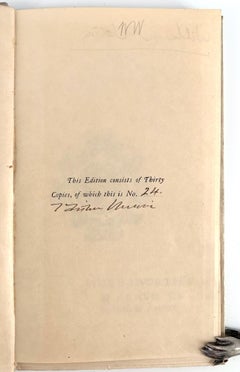 This Edition consists of Thirty
Copies, of which this is No. 24.
T Fisher Unwin